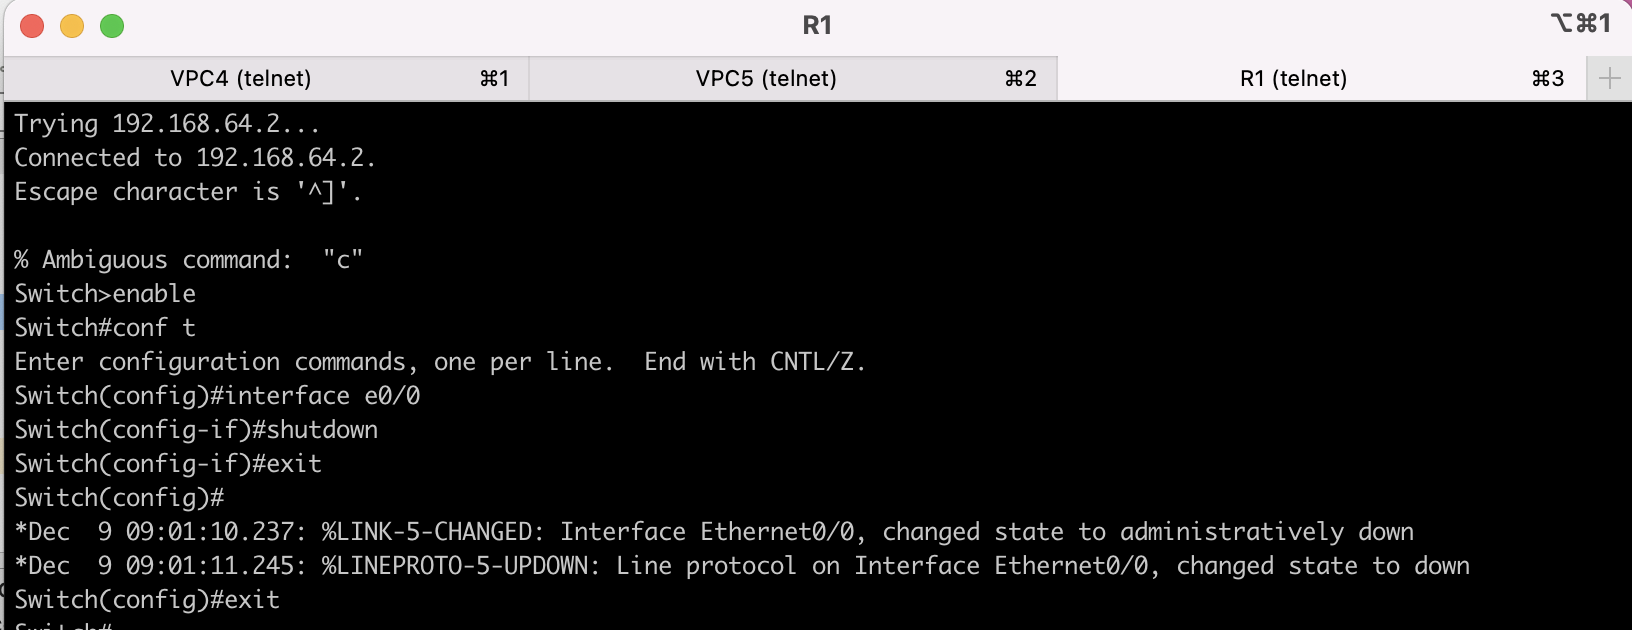 R1
⌥⌘1
VPC4 (telnet) ⌘1 VPC5 (telnet) ⌘2 R1 (telnet) ⌘3
Trying 192.168.64.2...
Connected to 192.168.64.2.
Escape character is '^]'.
% Ambiguous command:  "c"
Switch>enable
Switch#conf t
Enter configuration commands, one per line.  End with CNTL/Z.
Switch(config)#interface e0/0
Switch(config-if)#shutdown
Switch(config-if)#exit
Switch(config)#
*Dec  9 09:01:10.237: %LINK-5-CHANGED: Interface Ethernet0/0, changed state to administratively down
*Dec  9 09:01:11.245: %LINEPROTO-5-UPDOWN: Line protocol on Interface Ethernet0/0, changed state to down
Switch(config)#exit
Switch#